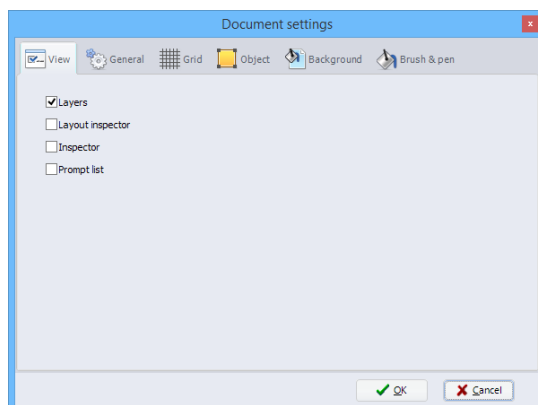 Document settings
View General Grid Object Background Brush & pen
Layers
Layout inspector
Inspector
Prompt list
OK Cancel